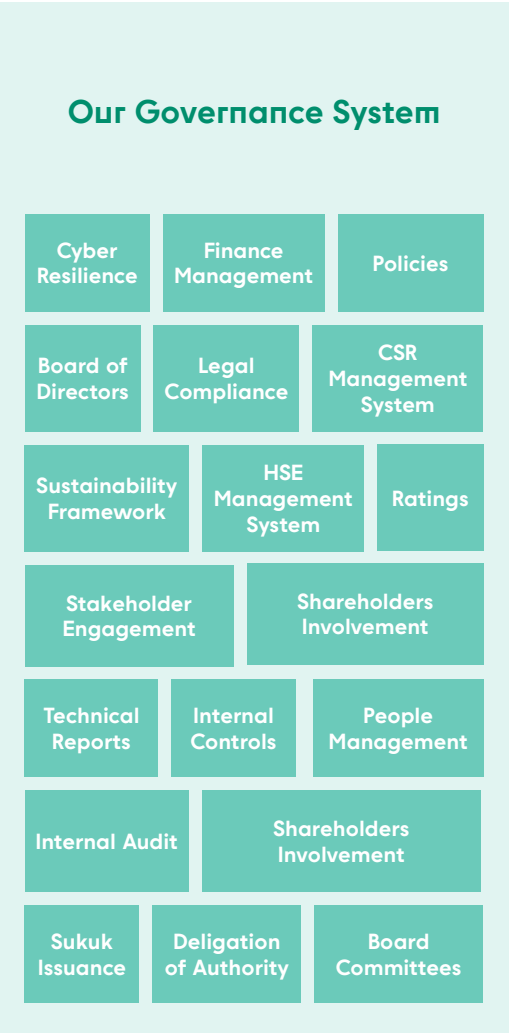 Our Governance System
Cyber
Resilience
Finance
Management
Policies
Board of
Directors
Legal
Compliance
CSR
Management
System
Sustainability
Framework
HSE
Management
System
Ratings
Stakeholder
Engagement
Shareholders
Involvement
Technical
Reports
Internal
Controls
People
Management
Internal Audit
Shareholders
Involvement
Sukuk
Issuance
Deligation
of Authority
Board
Committees